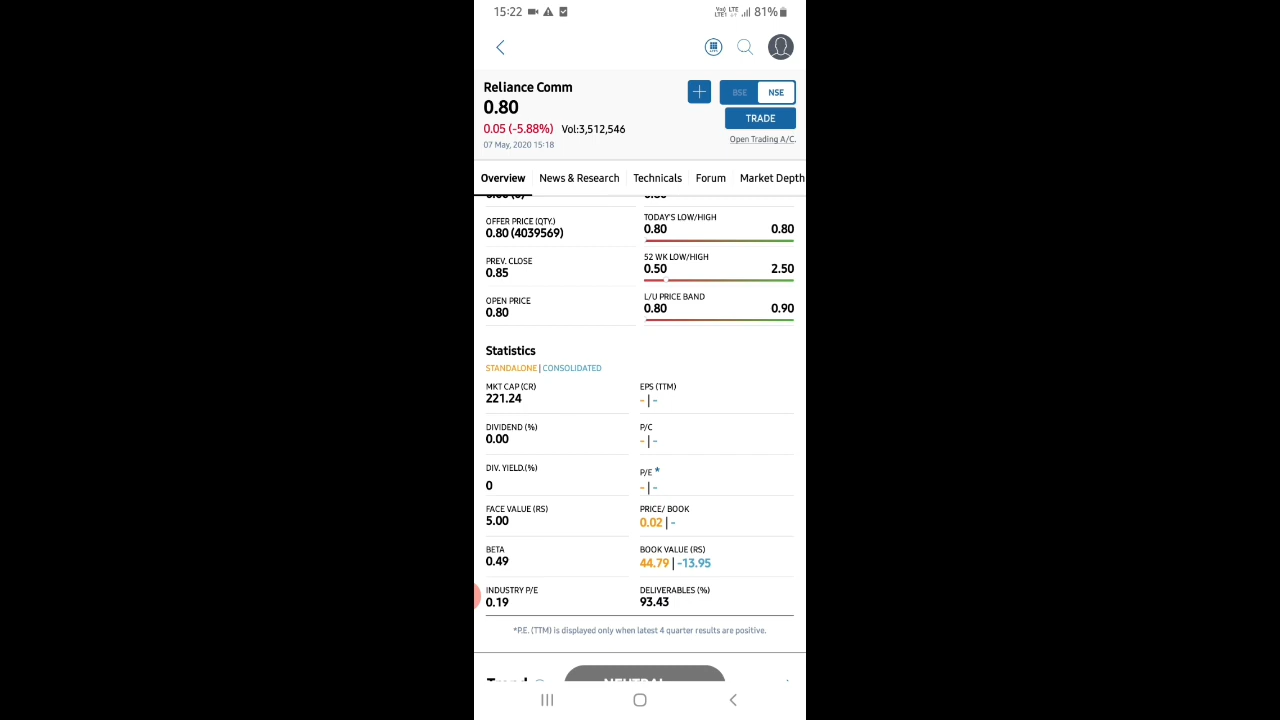 15:22
Vo) LTE
LTE1
81%
Reliance Comm
BSE
NSE
0.80
TRADE
0.05 (-5.88%) Vol:3,512,546
Open Trading A/C.
07 May, 2020 15:18
Overview News & Research Technicals Forum Market Depth
OFFER PRICE (QTY.)
0.80 (4039569)
TODAY'S LOW/HIGH
0.80 0.80
PREV. CLOSE
0.85
52 WK LOW/HIGH
0.50 2.50
OPEN PRICE
0.80
L/U PRICE BAND
0.80 0.90
Statistics
STANDALONE | CONSOLIDATED
MKT CAP (CR)
221.24
EPS (TTM)
- | -
DIVIDEND (%)
0.00
P/C
- | -
DIV. YIELD.(%)
0
P/E *
- | -
FACE VALUE (RS)
5.00
PRICE/ BOOK
0.02 | -
BETA
0.49
BOOK VALUE (RS)
44.79 | -13.95
INDUSTRY P/E
0.19
DELIVERABLES (%)
93.43
*P.E. (TTM) is displayed only when latest 4 quarter results are positive.